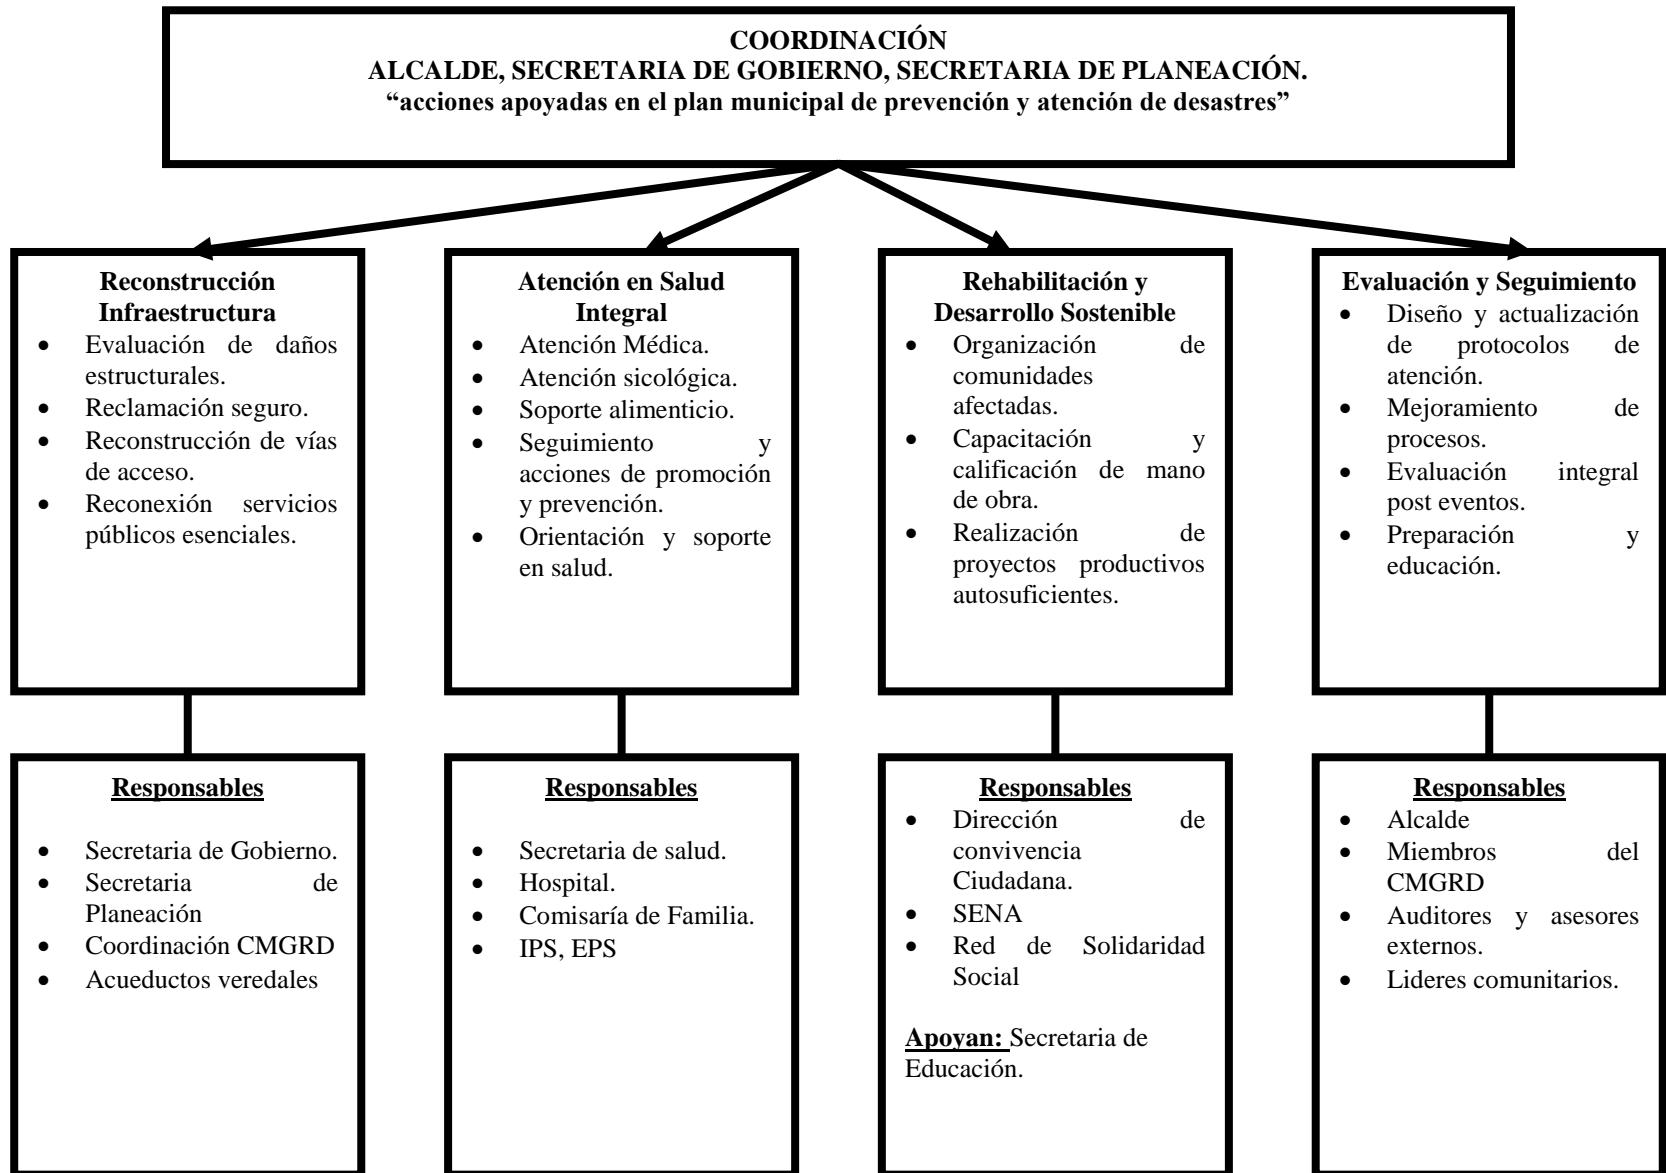 COORDINACIÓN
ALCALDE, SECRETARIA DE GOBIERNO, SECRETARIA DE PLANEACIÓN.
“acciones apoyadas en el plan municipal de prevención y atención de desastres”
Reconstrucción
Infraestructura
• Evaluación de daños
estructurales.
• Reclamación seguro.
• Reconstrucción de vías
de acceso.
• Reconexión servicios
públicos esenciales.
Atención en Salud
Integral
• Atención Médica.
• Atención sicológica.
• Soporte alimenticio.
• Seguimiento y
acciones de promoción
y prevención.
• Orientación y soporte
en salud.
Rehabilitación y
Desarrollo Sostenible
• Organización de
comunidades
afectadas.
• Capacitación y
calificación de mano
de obra.
• Realización de
proyectos productivos
autosuficientes.
Evaluación y Seguimiento
• Diseño y actualización
de protocolos de
atención.
• Mejoramiento de
procesos.
• Evaluación integral
post eventos.
• Preparación y
educación.
Responsables
• Secretaria de Gobierno.
• Secretaria de
Planeación
• Coordinación CMGRD
• Acueductos veredales
Responsables
• Secretaria de salud.
• Hospital.
• Comisaría de Familia.
• IPS, EPS
Responsables
• Dirección de
convivencia
Ciudadana.
• SENA
• Red de Solidaridad
Social
Apoyan: Secretaria de
Educación.
Responsables
• Alcalde
• Miembros del
CMGRD
• Auditores y asesores
externos.
• Lideres comunitarios.